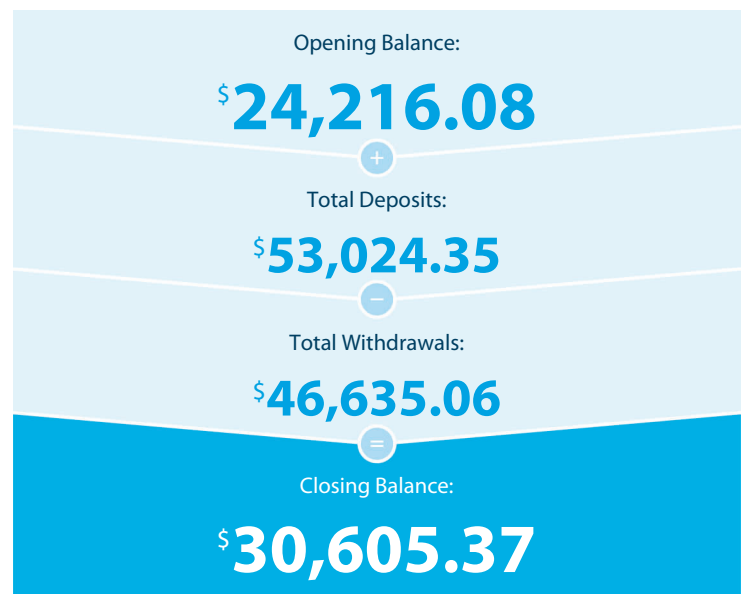 Opening Balance:
$24,216.08
+
Total Deposits:
$53,024.35
−
Total Withdrawals:
$46,635.06
=
Closing Balance:
$30,605.37